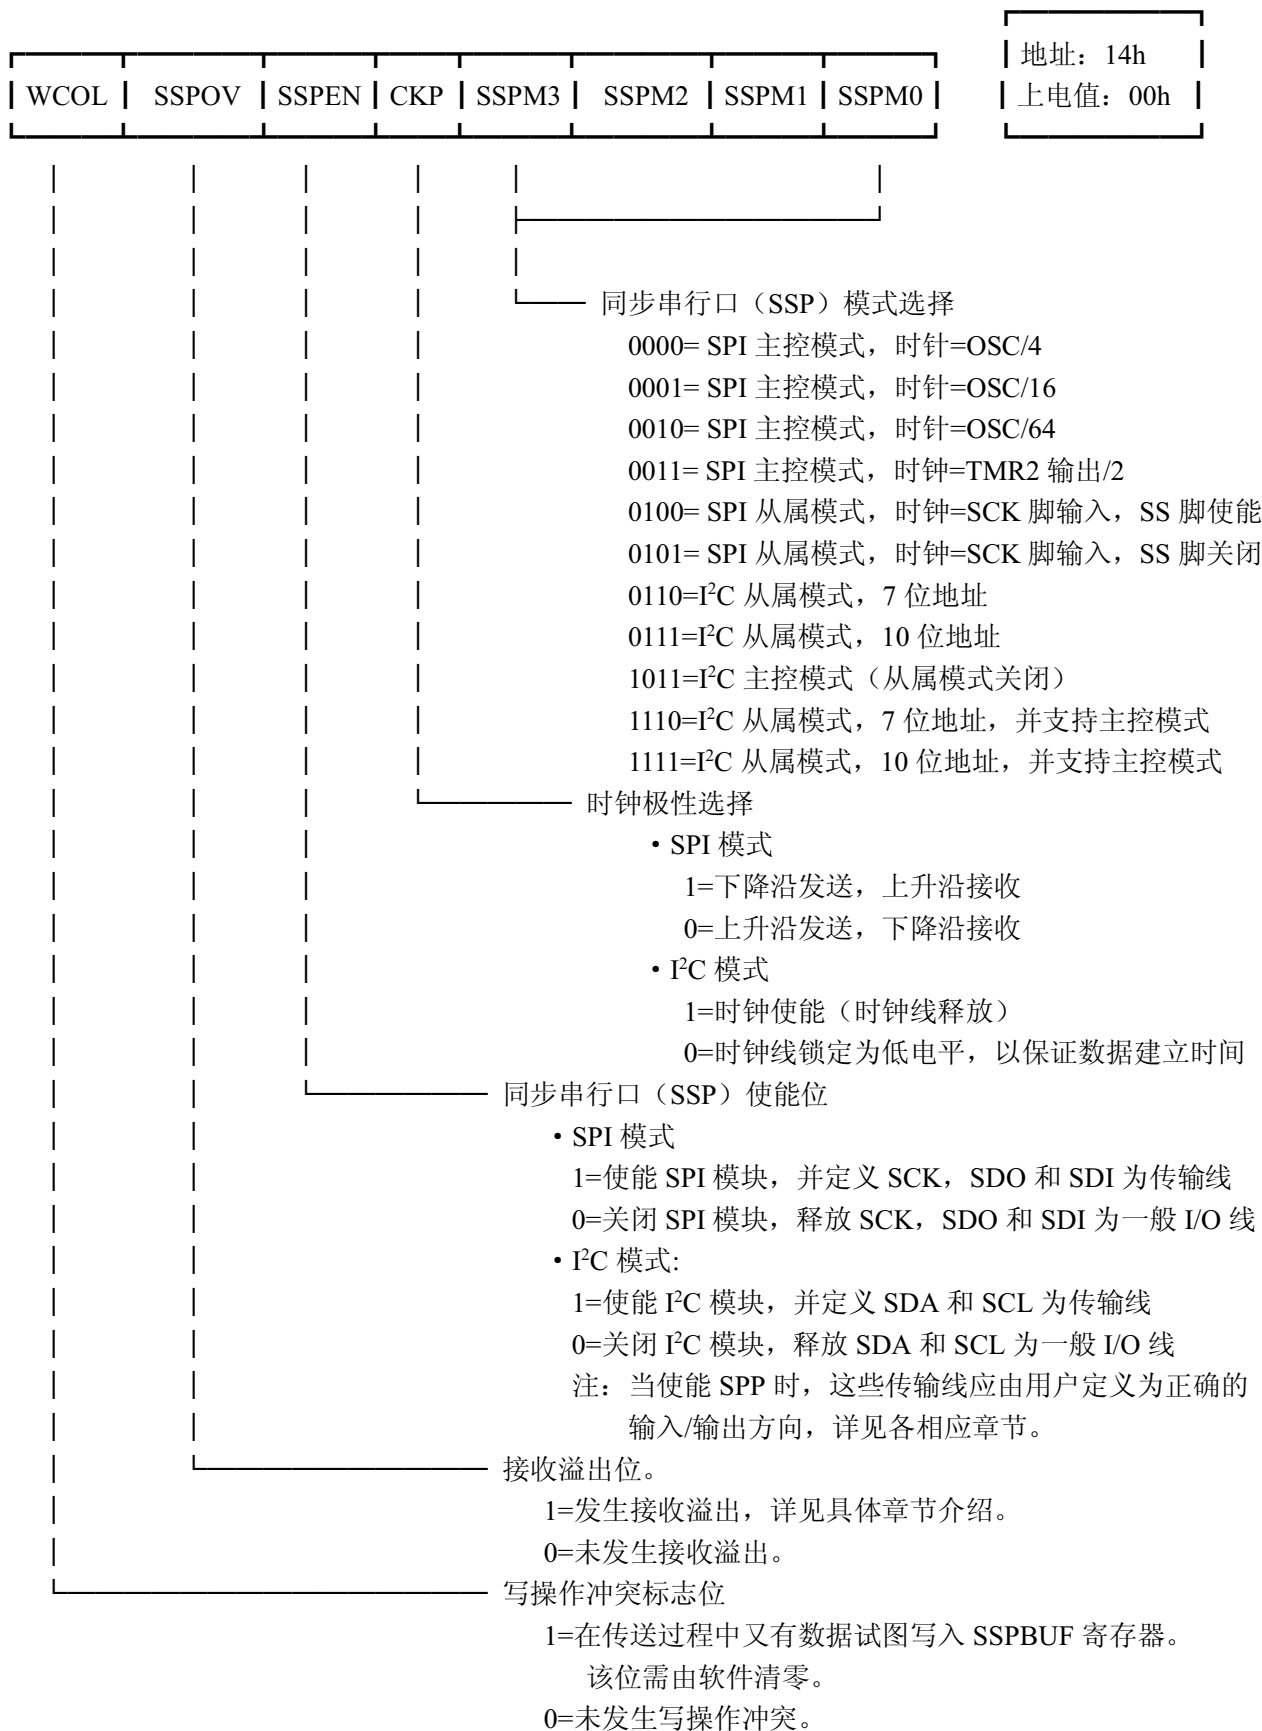 地址：14h
WCOL SSPOV SSPEN CKP SSPM3 SSPM2 SSPM1 SSPM0 上电值：00h
同步串行口（SSP）模式选择
0000= SPI 主控模式，时针=OSC/4
0001= SPI 主控模式，时针=OSC/16
0010= SPI 主控模式，时针=OSC/64
0011= SPI 主控模式，时钟=TMR2 输出/2
0100= SPI 从属模式，时钟=SCK 脚输入，SS 脚使能
0101= SPI 从属模式，时钟=SCK 脚输入，SS 脚关闭
0110=I²C 从属模式，7 位地址
0111=I²C 从属模式，10 位地址
1011=I²C 主控模式（从属模式关闭）
1110=I²C 从属模式，7 位地址，并支持主控模式
1111=I²C 从属模式，10 位地址，并支持主控模式
时钟极性选择
·SPI 模式
1=下降沿发送，上升沿接收
0=上升沿发送，下降沿接收
·I²C 模式
1=时钟使能（时钟线释放）
0=时钟线锁定为低电平，以保证数据建立时间
同步串行口（SSP）使能位
·SPI 模式
1=使能 SPI 模块，并定义 SCK，SDO 和 SDI 为传输线
0=关闭 SPI 模块，释放 SCK，SDO 和 SDI 为一般 I/O 线
·I²C 模式:
1=使能 I²C 模块，并定义 SDA 和 SCL 为传输线
0=关闭 I²C 模块，释放 SDA 和 SCL 为一般 I/O 线
注：当使能 SPP 时，这些传输线应由用户定义为正确的
输入/输出方向，详见各相应章节。
接收溢出位。
1=发生接收溢出，详见具体章节介绍。
0=未发生接收溢出。
写操作冲突标志位
1=在传送过程中又有数据试图写入 SSPBUF 寄存器。
该位需由软件清零。
0=未发生写操作冲突。